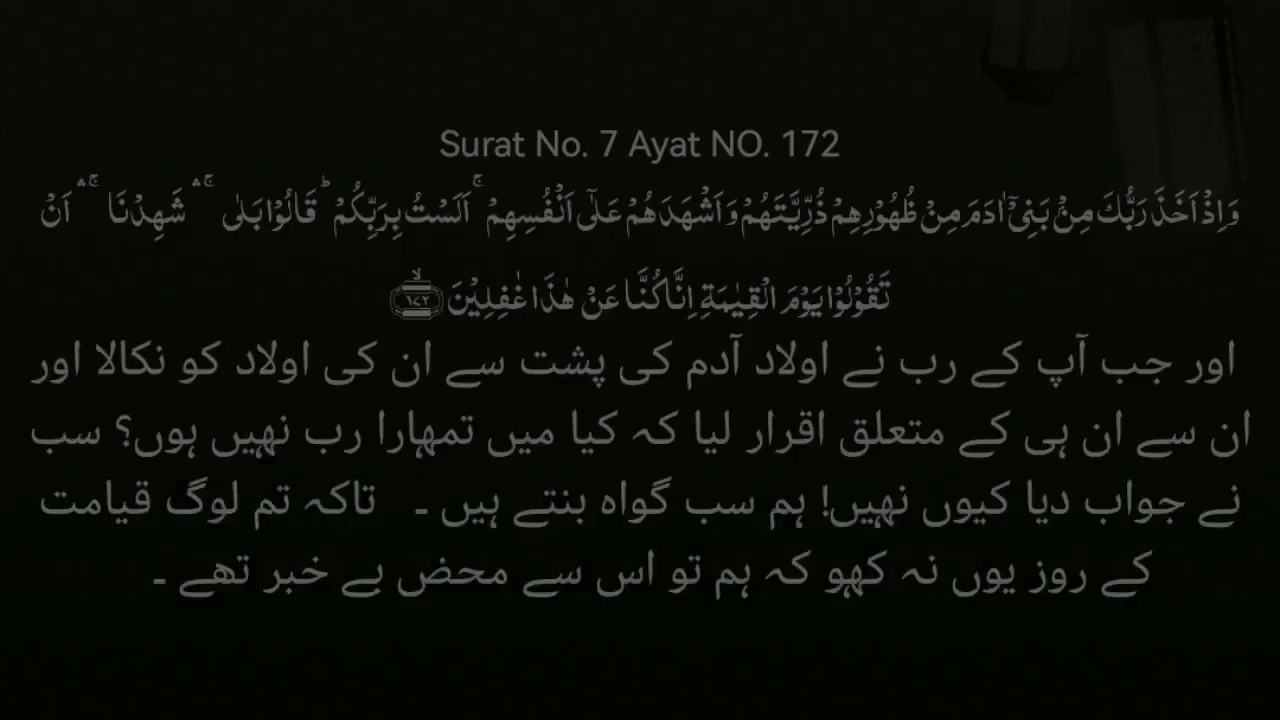 Surat No. 7 Ayat NO. 172
وَاِذۡ اَخَذَ رَبُّكَ مِنۡۢ بَنِىۡۤ اٰدَمَ مِنۡ ظُهُوۡرِهِمۡ ذُرِّيَّتَهُمۡ وَ اَشۡهَدَهُمۡ عَلٰٓى اَنۡفُسِهِمۡ‌ ۚ اَلَسۡتُ بِرَبِّكُمۡ‌ ؕ قَالُوۡا بَلٰى‌ ۛۚ شَهِدۡنَا‌ ۛۚ اَنۡ
تَقُوۡلُوۡا يَوۡمَ الۡقِيٰمَةِ اِنَّا كُنَّا عَنۡ هٰذَا غٰفِلِيۡنَ ۙ‏ ﴿۱۷۲﴾
اور جب آپ کے رب نے اولاد آدم کی پشت سے ان کی اولاد کو نکالا اور
ان سے ان ہی کے متعلق اقرار لیا کہ کیا میں تمہارا رب نہیں ہوں؟ سب
نے جواب دیا کیوں نہیں! ہم سب گواہ بنتے ہیں ۔ تاکہ تم لوگ قیامت
کے روز یوں نہ کہو کہ ہم تو اس سے محض بے خبر تھے ۔